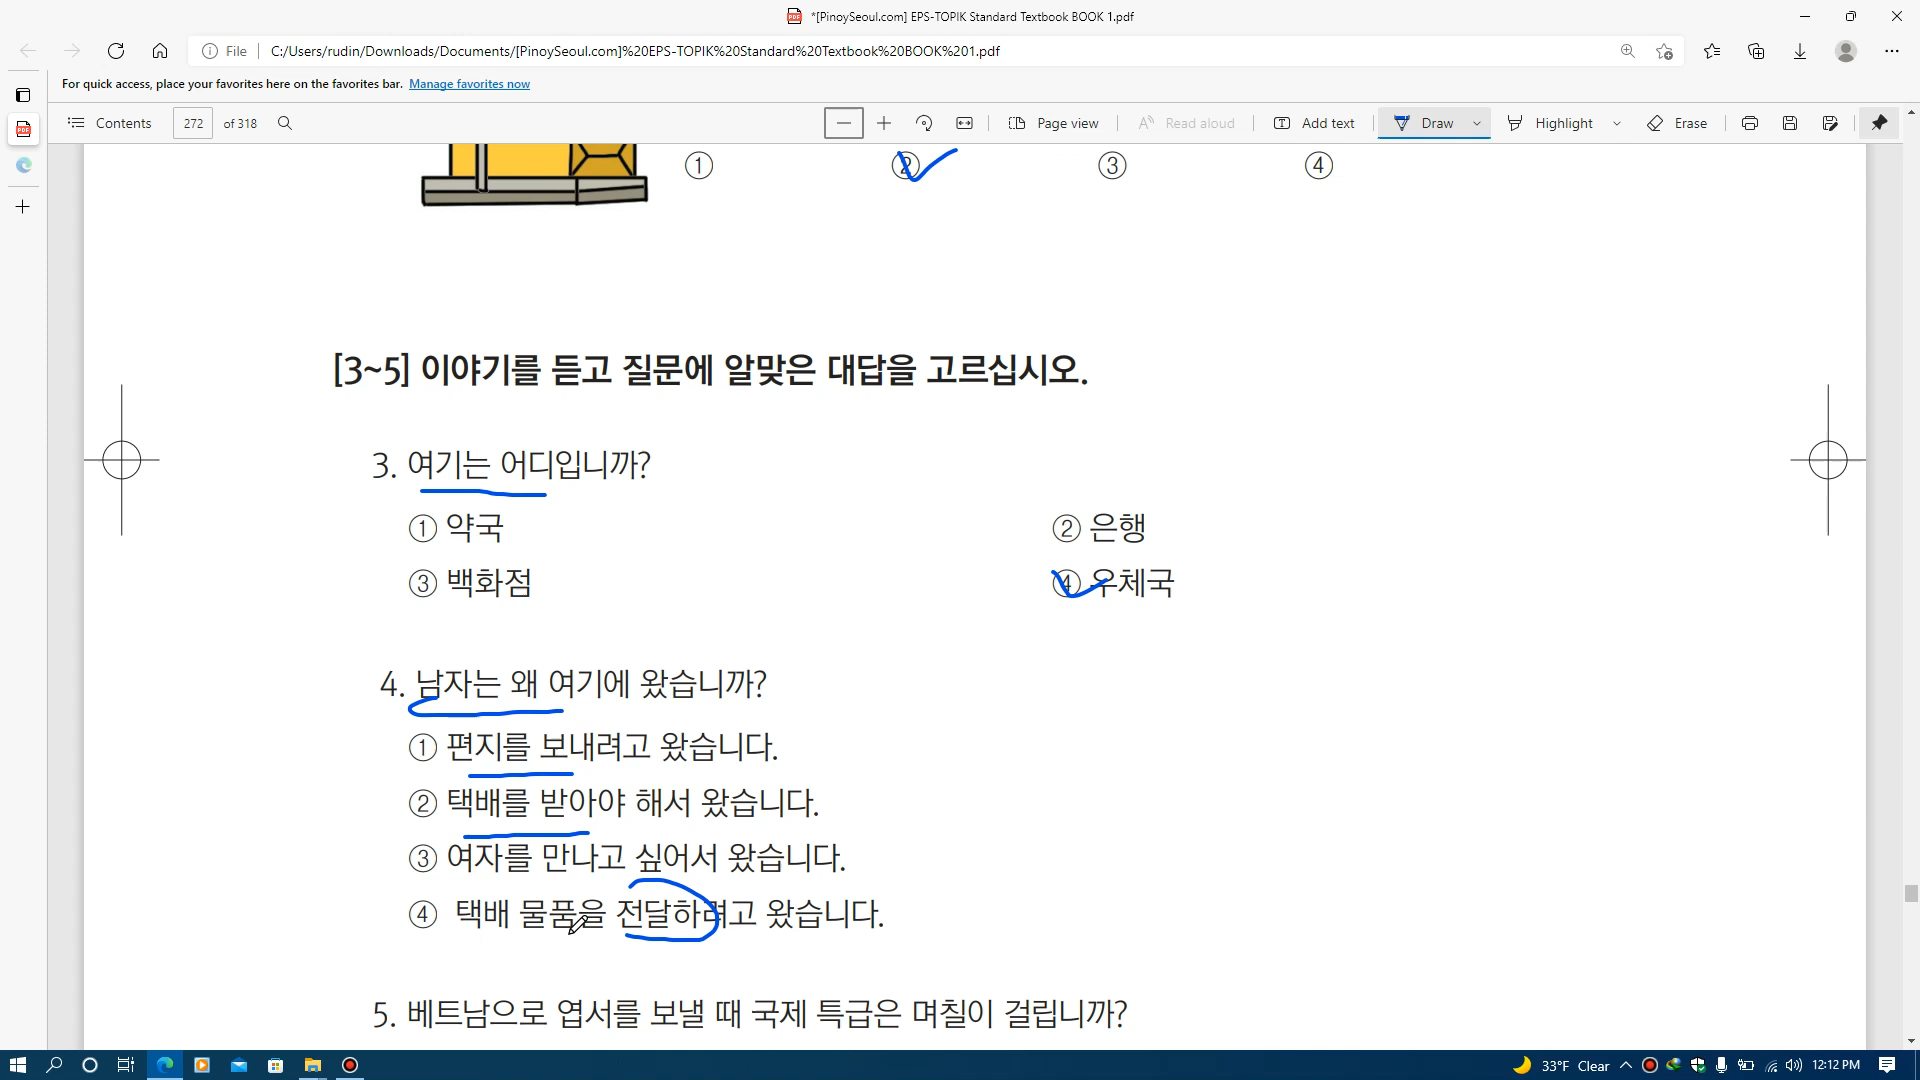 *[PinoySeoul.com] EPS-TOPIK Standard Textbook BOOK 1.pdf
File
C:/Users/rudin/Downloads/Documents/[PinoySeoul.com]%20EPS-TOPIK%20Standard%20Textbook%20BOOK%201.pdf
For quick access, place your favorites here on the favorites bar. Manage favorites now
Contents 272 of 318 Page view Read aloud Add text Draw Highlight Erase
① ② ③ ④
[3~5] 이야기를 듣고 질문에 알맞은 대답을 고르십시오.
3. 여기는 어디입니까?
① 약국 ② 은행
③ 백화점 ④ 우체국
4. 남자는 왜 여기에 왔습니까?
① 편지를 보내려고 왔습니다.
② 택배를 받아야 해서 왔습니다.
③ 여자를 만나고 싶어서 왔습니다.
④ 택배 물품을 전달하려고 왔습니다.
5. 베트남으로 엽서를 보낼 때 국제 특급은 며칠이 걸립니까?
33°F Clear 12:12 PM